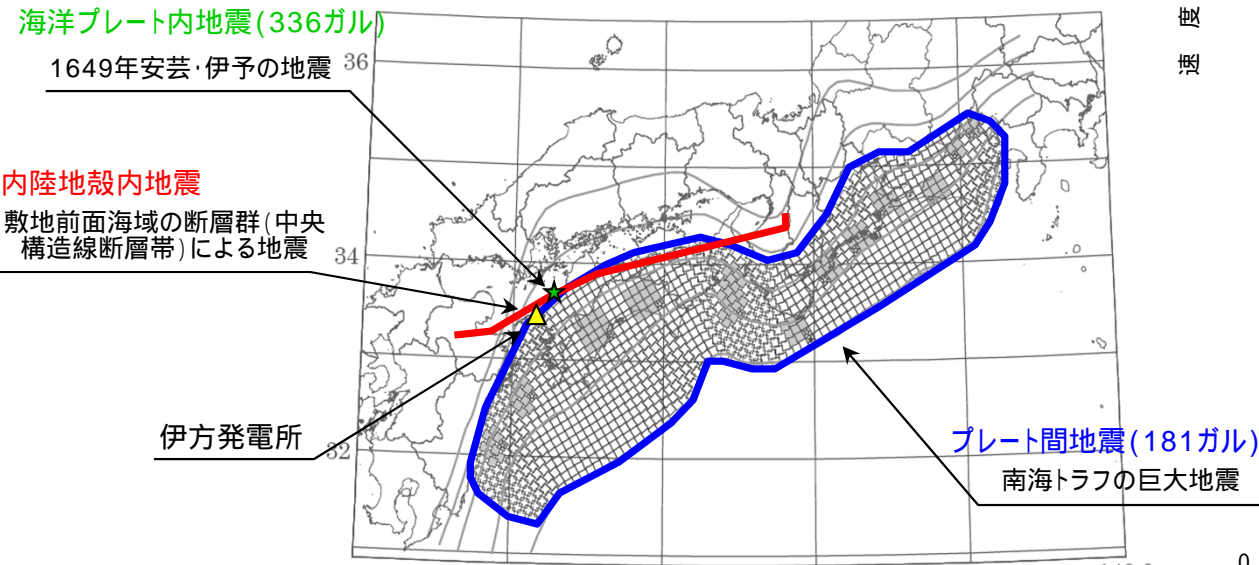 海洋プレート内地震(336ガル)
1649年安芸・伊予の地震
速度
36
内陸地殻内地震
敷地前面海域の断層群(中央
構造線断層帯)による地震
34
伊方発電所
32
プレート間地震(181ガル)
南海トラフの巨大地震
0